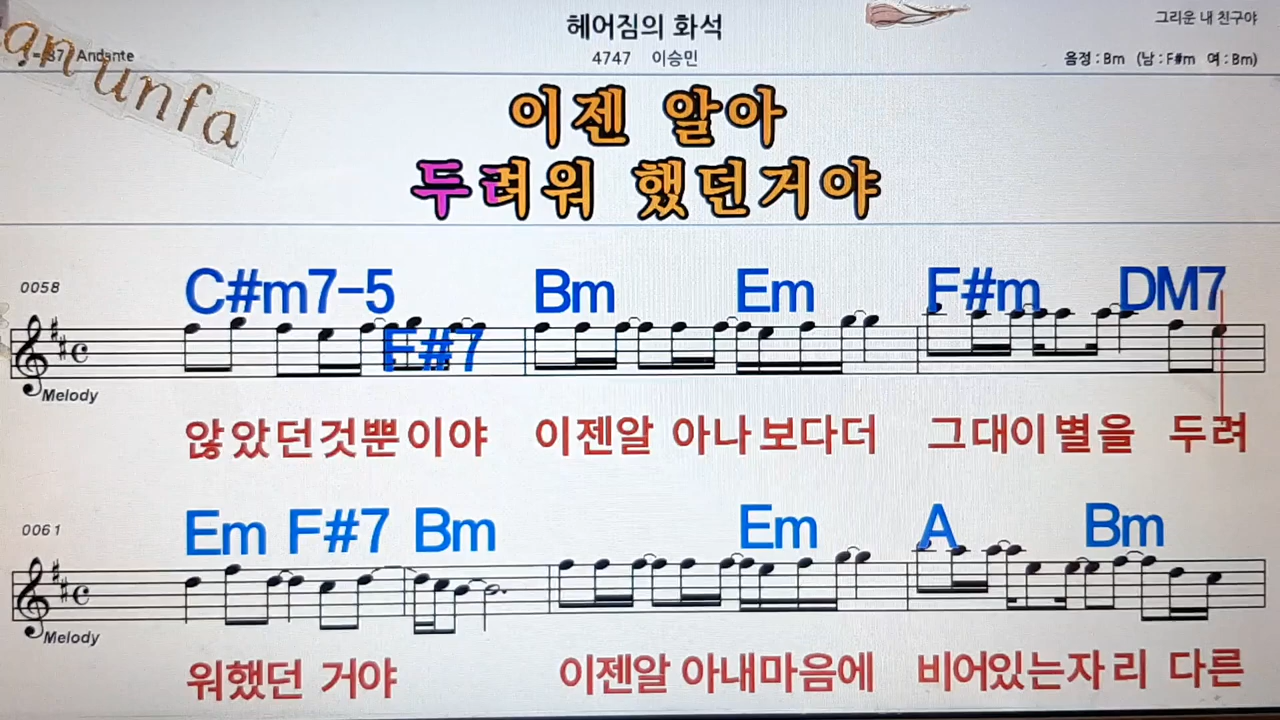 헤어짐의 화석
그리운 내 친구야
an unfa
Andante
4747 이승민
음정 : Bm (남 : F#m 여 : Bm)
이젠 알아
두려워 했던거야
0058
C#m7-5 F#7 Bm Em F#m DM7
Melody
않았던것뿐이야 이젠알 아나보다더 그대이별을 두려
0061
Em F#7 Bm Em A Bm
Melody
워했던 거야 이젠알 아내마음에 비어있는자리 다른